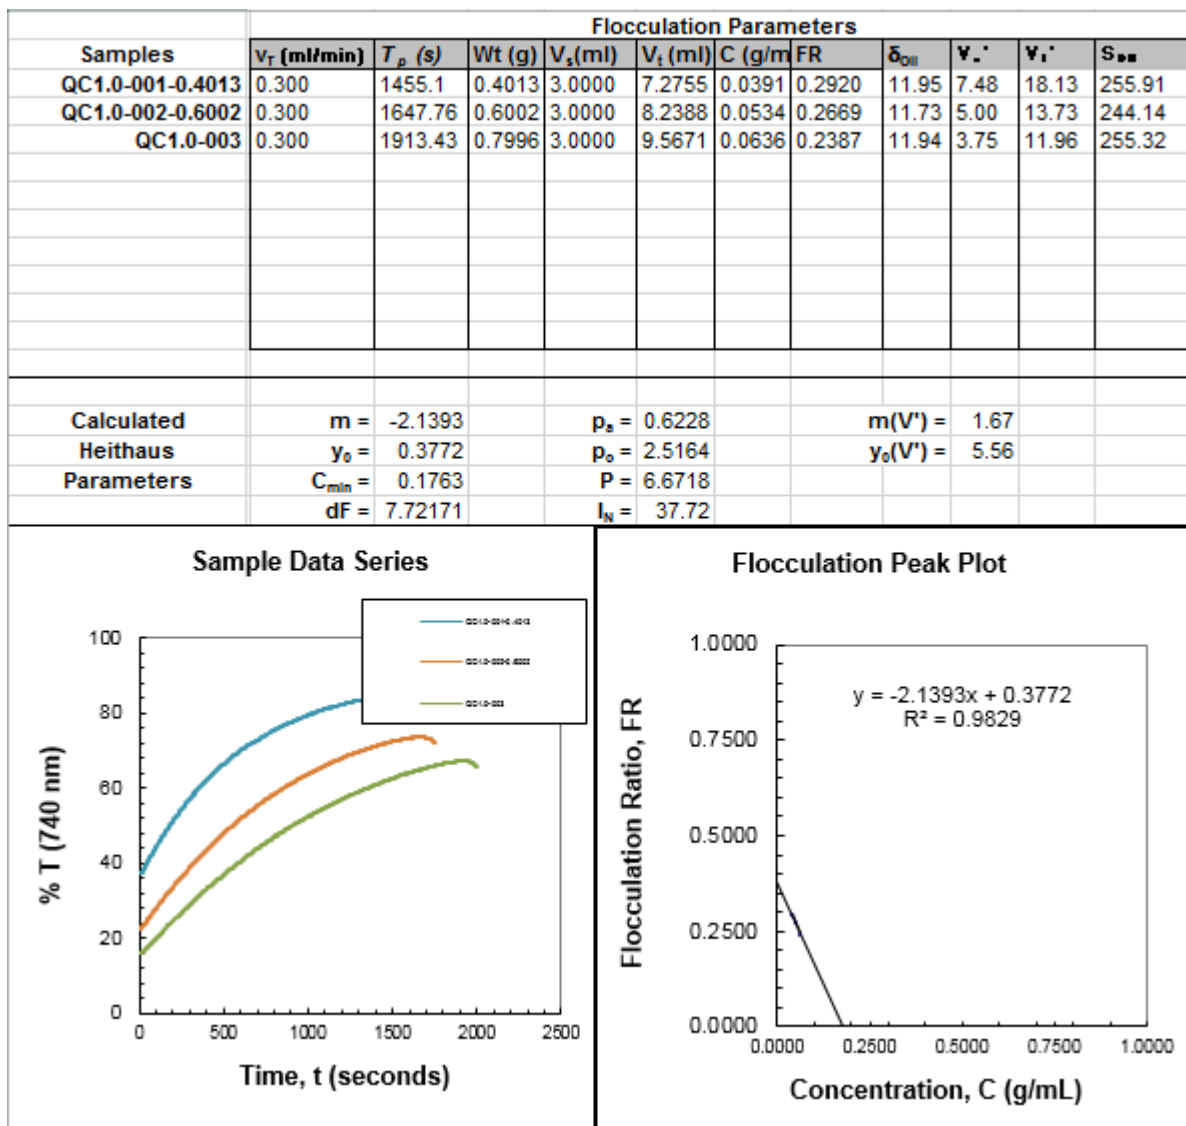 Flocculation Parameters
Samples v_T (ml/min) T_p (s) Wt (g) V_s(ml) V_t (ml) C (g/m FR δ_Oil S
QC1.0-001-0.4013 0.300 1455.1 0.4013 3.0000 7.2755 0.0391 0.2920 11.95 7.48 18.13 255.91
QC1.0-002-0.6002 0.300 1647.76 0.6002 3.0000 8.2388 0.0534 0.2669 11.73 5.00 13.73 244.14
QC1.0-003 0.300 1913.43 0.7996 3.0000 9.5671 0.0636 0.2387 11.94 3.75 11.96 255.32
Calculated m = -2.1393 p_a = 0.6228 m(V') = 1.67
Heithaus y_0 = 0.3772 p_o = 2.5164 y_0(V') = 5.56
Parameters C_min = 0.1763 P = 6.6718
dF = 7.72171 I_N = 37.72
Sample Data Series
100
80
60
40
20
0
0 500 1000 1500 2000 2500
% T (740 nm)
Time, t (seconds)
Flocculation Peak Plot
y = -2.1393x + 0.3772
R² = 0.9829
1.0000
0.7500
0.5000
0.2500
0.0000
0.0000 0.2500 0.5000 0.7500 1.0000
Flocculation Ratio, FR
Concentration, C (g/mL)